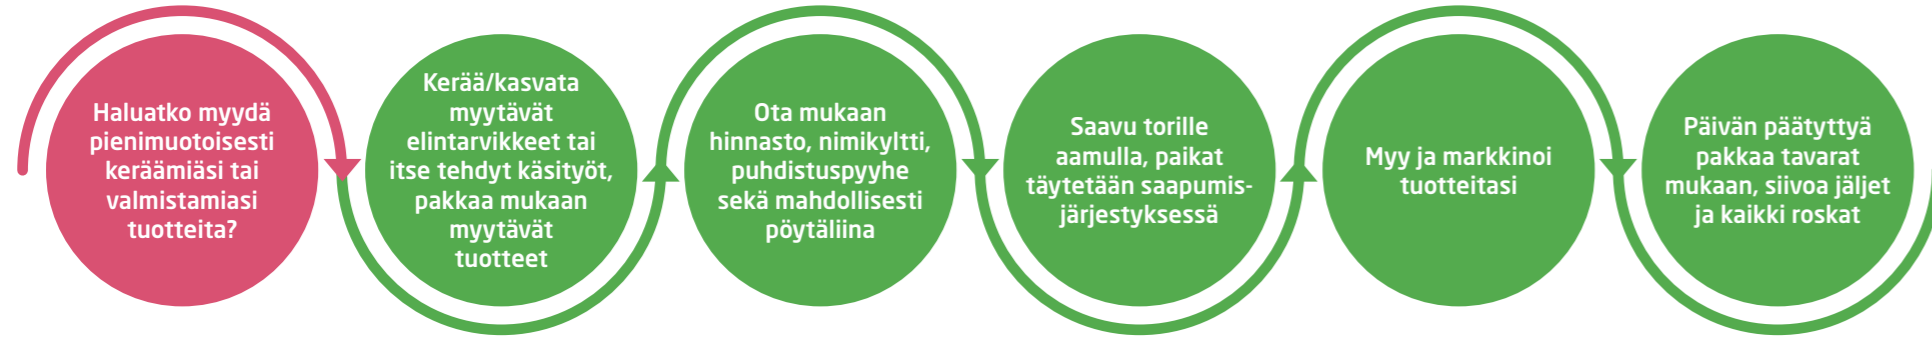 Haluatko myydä
pienimuotoisesti
keräämiäsi tai
valmistamiasi
tuotteita?
Kerää/kasvata
myytävät
elintarvikkeet tai
itse tehdyt käsityöt,
pakkaa mukaan
myytävät
tuotteet
Ota mukaan
hinnasto, nimikyltti,
puhdistuspyyhe
sekä mahdollisesti
pöytäliina
Saavu torille
aamulla, paikat
täytetään saapumis-
järjestyksessä
Myy ja markkinoi
tuotteitasi
Päivän päätyttyä
pakkaa tavarat
mukaan, siivoa jäljet
ja kaikki roskat